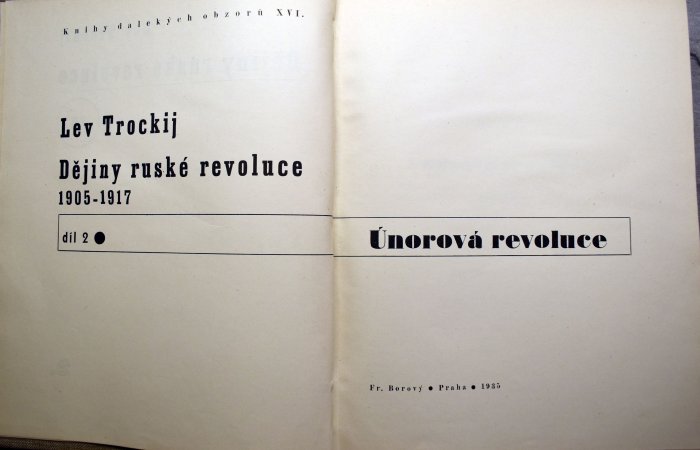 Knihy dalekých obzorů XVI.
Lev Trockij
Dějiny ruské revoluce
1905-1917
díl 2 ●
Únorová revoluce
Fr. Borový ● Praha ● 1935